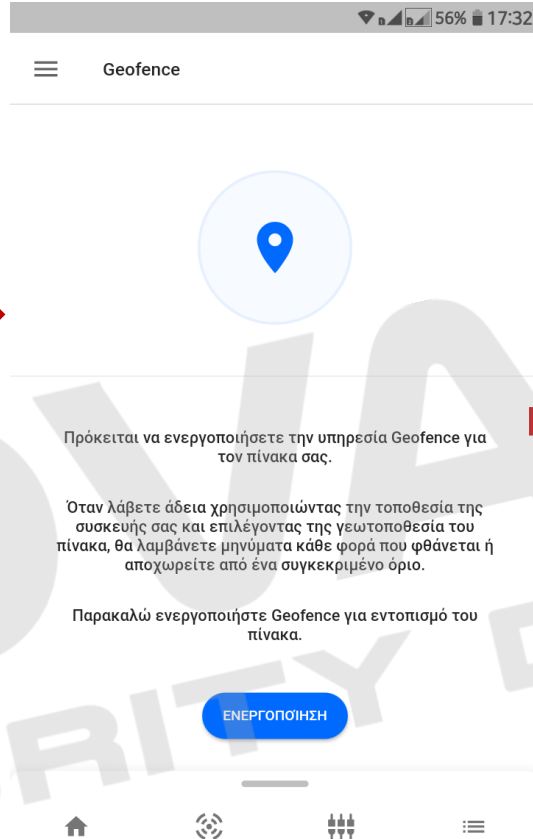 56% 17:32
Geofence
Πρόκειται να ενεργοποιήσετε την υπηρεσία Geofence για
τον πίνακα σας.
Όταν λάβετε άδεια χρησιμοποιώντας την τοποθεσία της
συσκευής σας και επιλέγοντας της γεωτοποθεσία του
πίνακα, θα λαμβάνετε μηνύματα κάθε φορά που φθάνεται ή
αποχωρείτε από ένα συγκεκριμένο όριο.
Παρακαλώ ενεργοποιήστε Geofence για εντοπισμό του
πίνακα.
ΕΝΕΡΓΟΠΟΊΗΣΗ